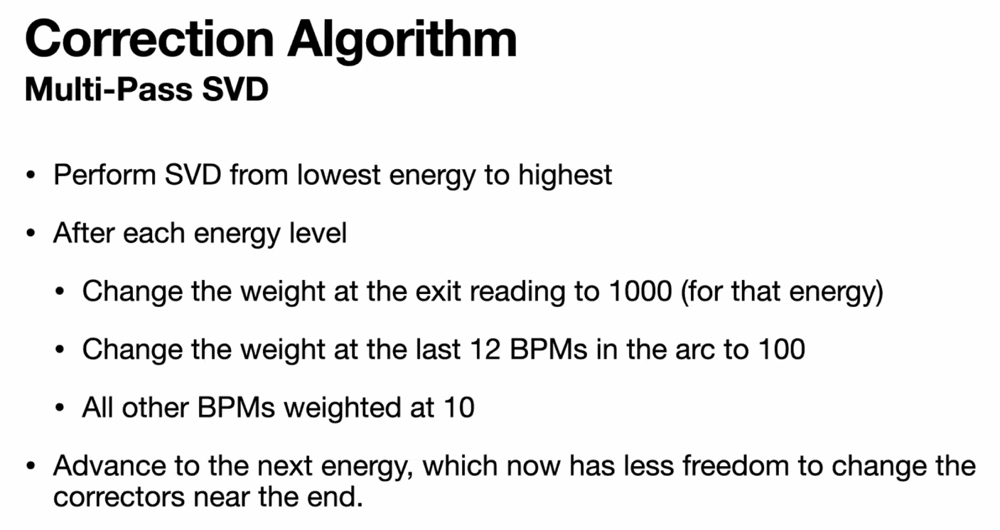 Correction Algorithm
Multi-Pass SVD
• Perform SVD from lowest energy to highest
• After each energy level
• Change the weight at the exit reading to 1000 (for that energy)
• Change the weight at the last 12 BPMs in the arc to 100
• All other BPMs weighted at 10
• Advance to the next energy, which now has less freedom to change the
correctors near the end.